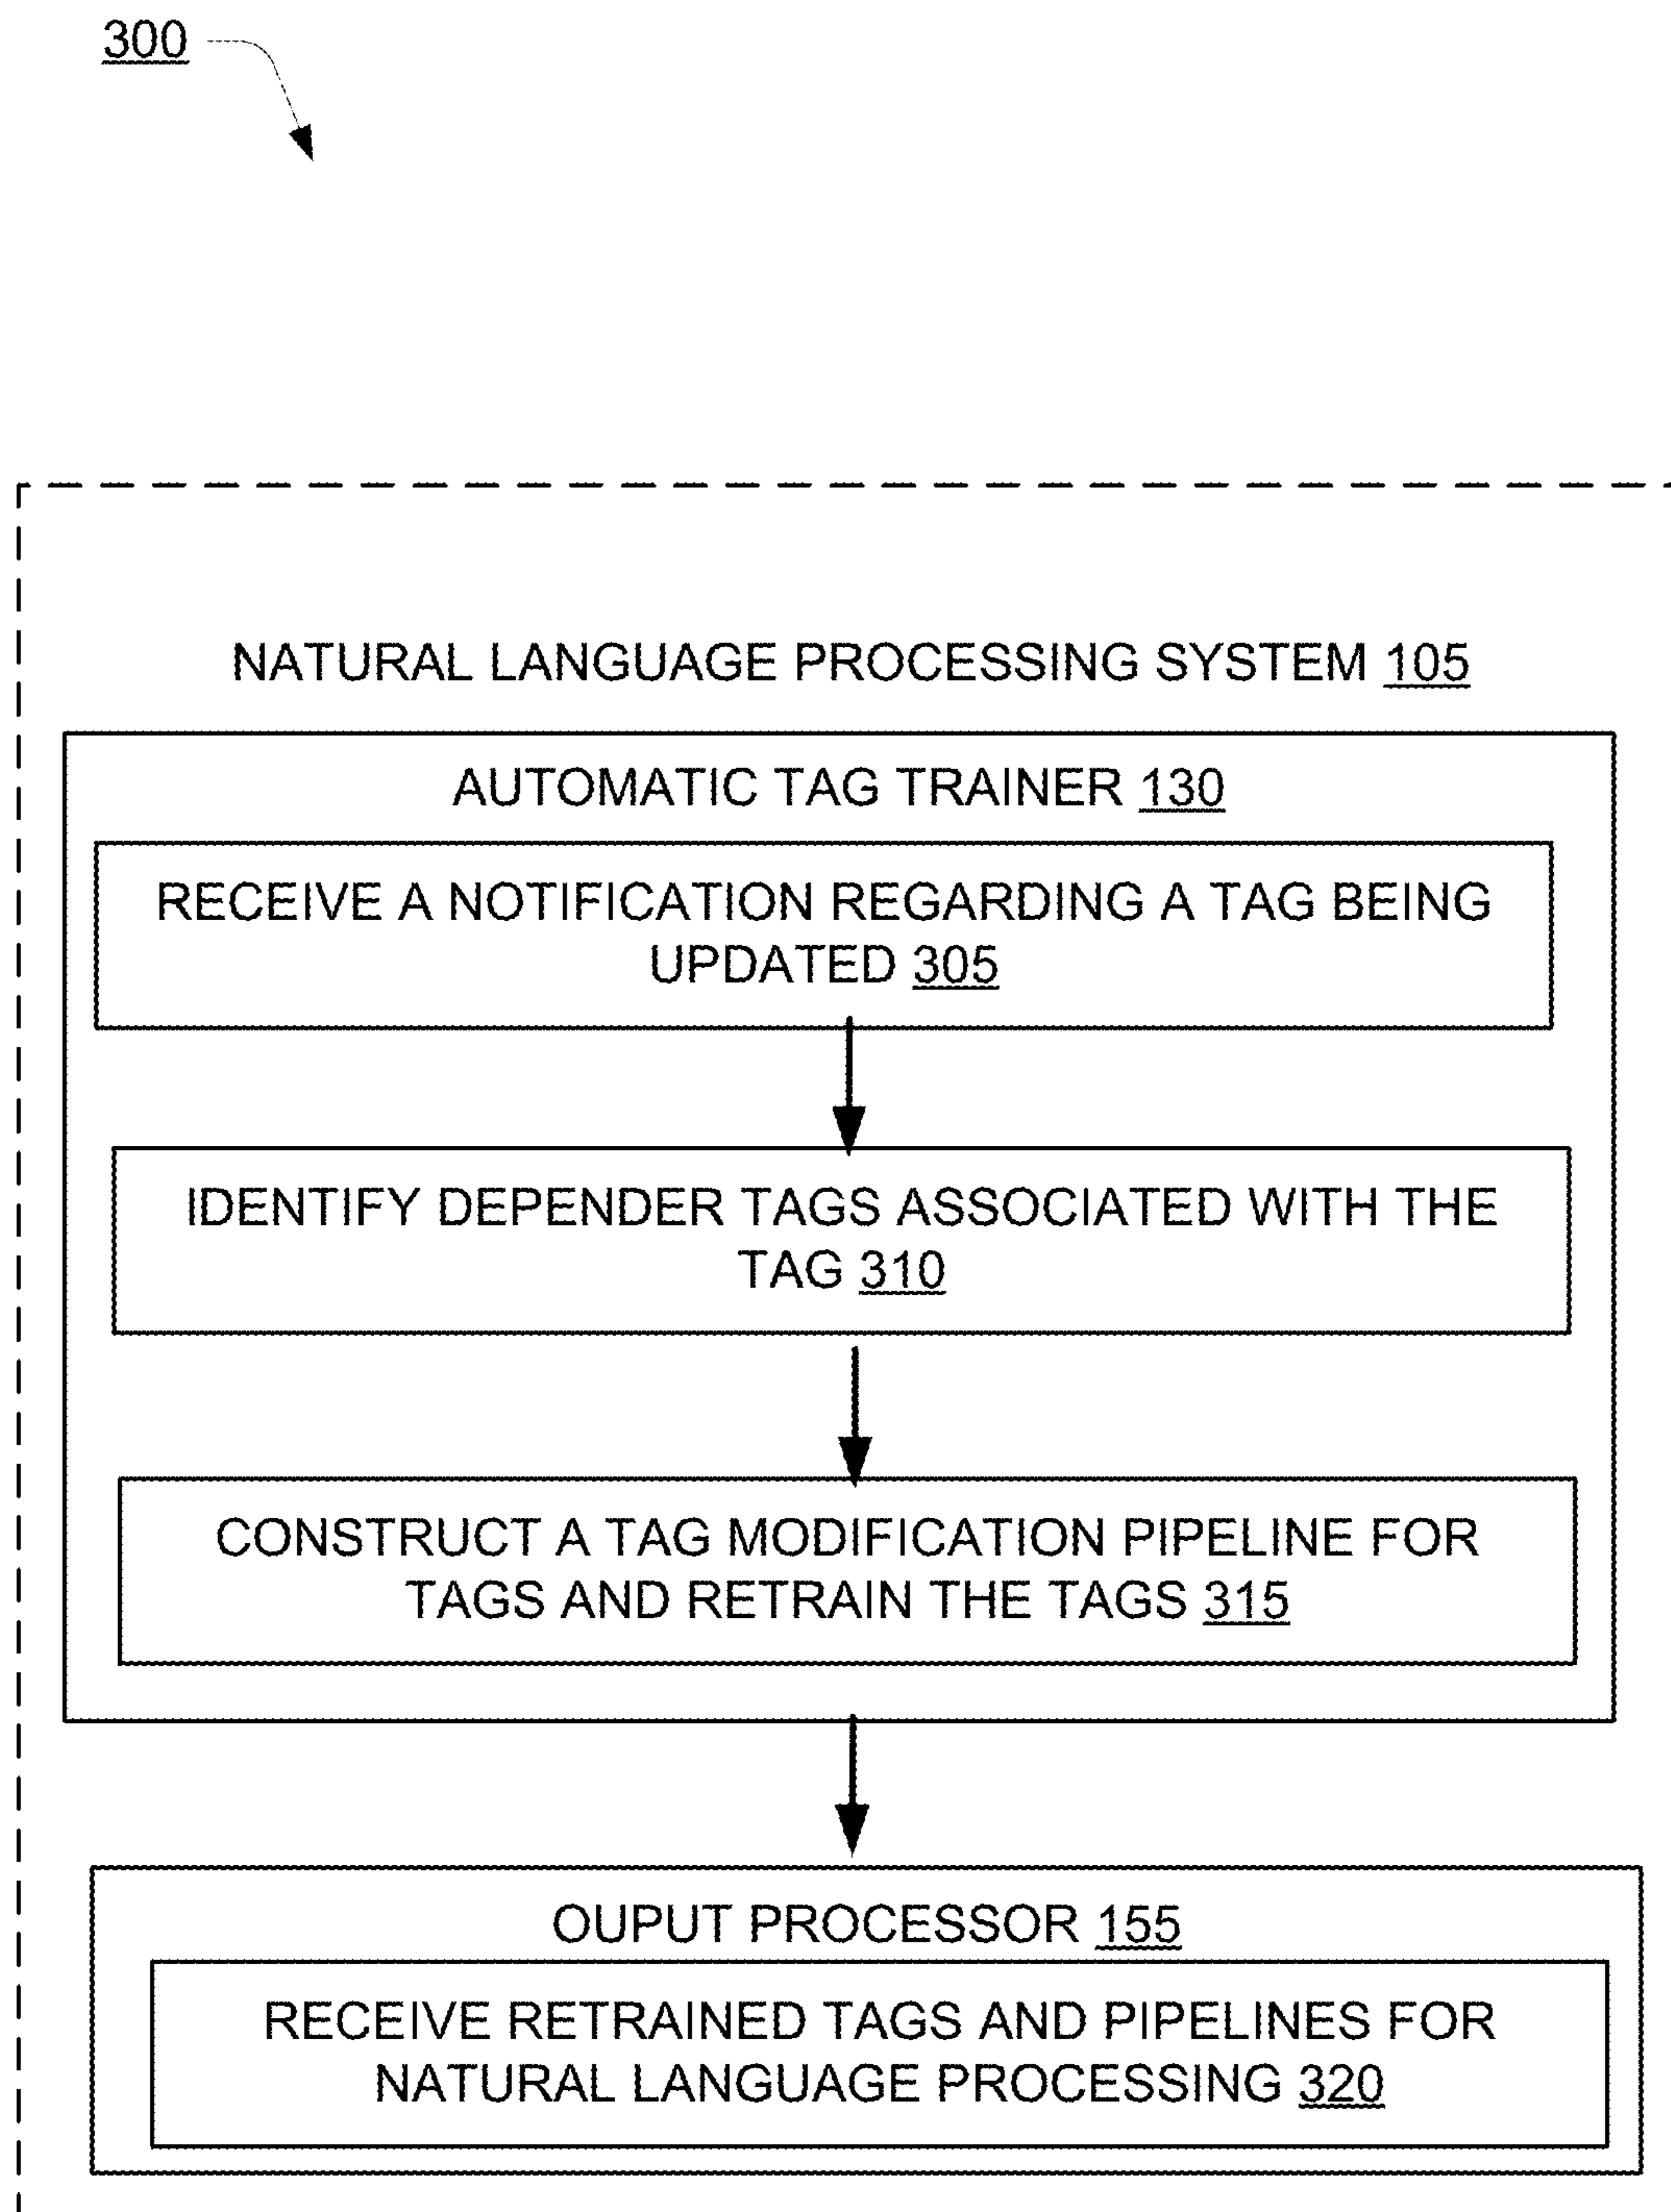 300
NATURAL LANGUAGE PROCESSING SYSTEM 105
AUTOMATIC TAG TRAINER 130
RECEIVE A NOTIFICATION REGARDING A TAG BEING
UPDATED 305
IDENTIFY DEPENDER TAGS ASSOCIATED WITH THE
TAG 310
CONSTRUCT A TAG MODIFICATION PIPELINE FOR
TAGS AND RETRAIN THE TAGS 315
OUPUT PROCESSOR 155
RECEIVE RETRAINED TAGS AND PIPELINES FOR
NATURAL LANGUAGE PROCESSING 320